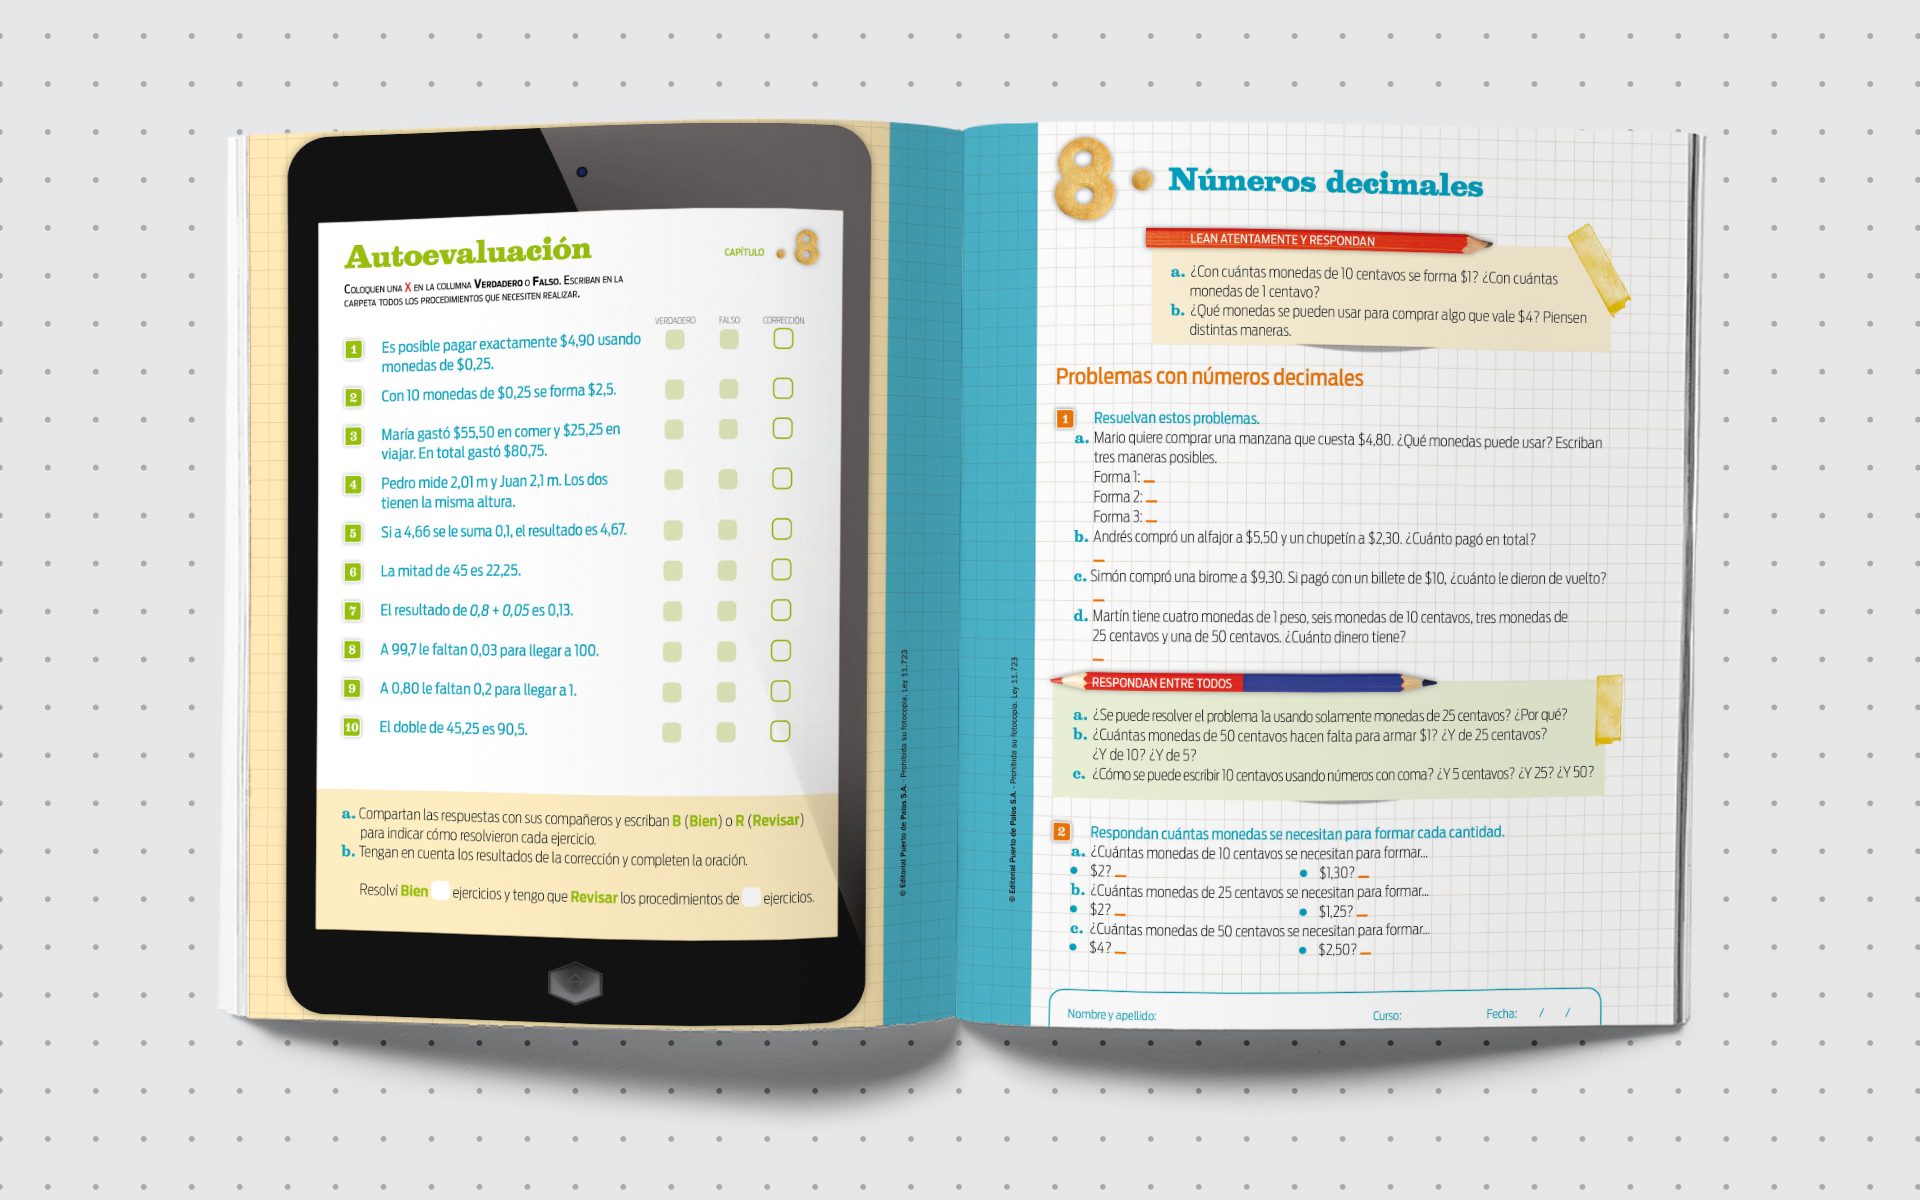 Autoevaluación
CAPÍTULO • 8
COLOQUEN UNA X EN LA COLUMNA VERDADERO O FALSO. ESCRIBAN EN LA
CARPETA TODOS LOS PROCEDIMIENTOS QUE NECESITEN REALIZAR.
VERDADERO FALSO CORRECCIÓN
1 Es posible pagar exactamente $4,90 usando
monedas de $0,25.
2 Con 10 monedas de $0,25 se forma $2,5.
3 María gastó $55,50 en comer y $25,25 en
viajar. En total gastó $80,75.
4 Pedro mide 2,01 m y Juan 2,1 m. Los dos
tienen la misma altura.
5 Si a 4,66 se le suma 0,1, el resultado es 4,67.
6 La mitad de 45 es 22,25.
7 El resultado de 0,8 + 0,05 es 0,13.
8 A 99,7 le faltan 0,03 para llegar a 100.
9 A 0,80 le faltan 0,2 para llegar a 1.
10 El doble de 45,25 es 90,5.
a. Compartan las respuestas con sus compañeros y escriban B (Bien) o R (Revisar)
para indicar cómo resolvieron cada ejercicio.
b. Tengan en cuenta los resultados de la corrección y completen la oración.
Resolví Bien ejercicios y tengo que Revisar los procedimientos de ejercicios.
© Editorial Puerto de Palos S.A. - Prohibida su fotocopia. Ley 11.723
© Editorial Puerto de Palos S.A. - Prohibida su fotocopia. Ley 11.723
8 • Números decimales
LEAN ATENTAMENTE Y RESPONDAN
a. ¿Con cuántas monedas de 10 centavos se forma $1? ¿Con cuántas
monedas de 1 centavo?
b. ¿Qué monedas se pueden usar para comprar algo que vale $4? Piensen
distintas maneras.
Problemas con números decimales
1 Resuelvan estos problemas.
a. Mario quiere comprar una manzana que cuesta $4,80. ¿Qué monedas puede usar? Escriban
tres maneras posibles.
Forma 1: _
Forma 2: _
Forma 3: _
b. Andrés compró un alfajor a $5,50 y un chupetín a $2,30. ¿Cuánto pagó en total?
_
c. Simón compró una birome a $9,30. Si pagó con un billete de $10, ¿cuánto le dieron de vuelto?
_
d. Martín tiene cuatro monedas de 1 peso, seis monedas de 10 centavos, tres monedas de
25 centavos y una de 50 centavos. ¿Cuánto dinero tiene?
_
RESPONDAN ENTRE TODOS
a. ¿Se puede resolver el problema 1a usando solamente monedas de 25 centavos? ¿Por qué?
b. ¿Cuántas monedas de 50 centavos hacen falta para armar $1? ¿Y de 25 centavos?
¿Y de 10? ¿Y de 5?
c. ¿Cómo se puede escribir 10 centavos usando números con coma? ¿Y 5 centavos? ¿Y 25? ¿Y 50?
2 Respondan cuántas monedas se necesitan para formar cada cantidad.
a. ¿Cuántas monedas de 10 centavos se necesitan para formar...
• $2? _ • $1,30? _
b. ¿Cuántas monedas de 25 centavos se necesitan para formar...
• $2? _ • $1,25? _
c. ¿Cuántas monedas de 50 centavos se necesitan para formar...
• $4? _ • $2,50? _
Nombre y apellido: Curso: Fecha: / /